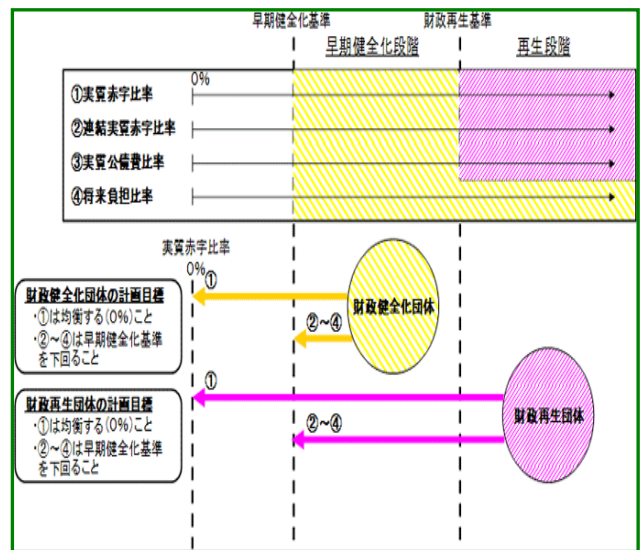 早期健全化基準
財政再生基準
早期健全化段階
再生段階
0%
①実質赤字比率
②連結実質赤字比率
③実質公債費比率
④将来負担比率
実質赤字比率
0%
①
財政健全化団体の計画目標
・①は均衡する(0%)こと
・②～④は早期健全化基準
を下回ること
②～④
財政健全化団体
①
財政再生団体の計画目標
・①は均衡する(0%)こと
・②～④は早期健全化基準
を下回ること
②～④
財政再生団体